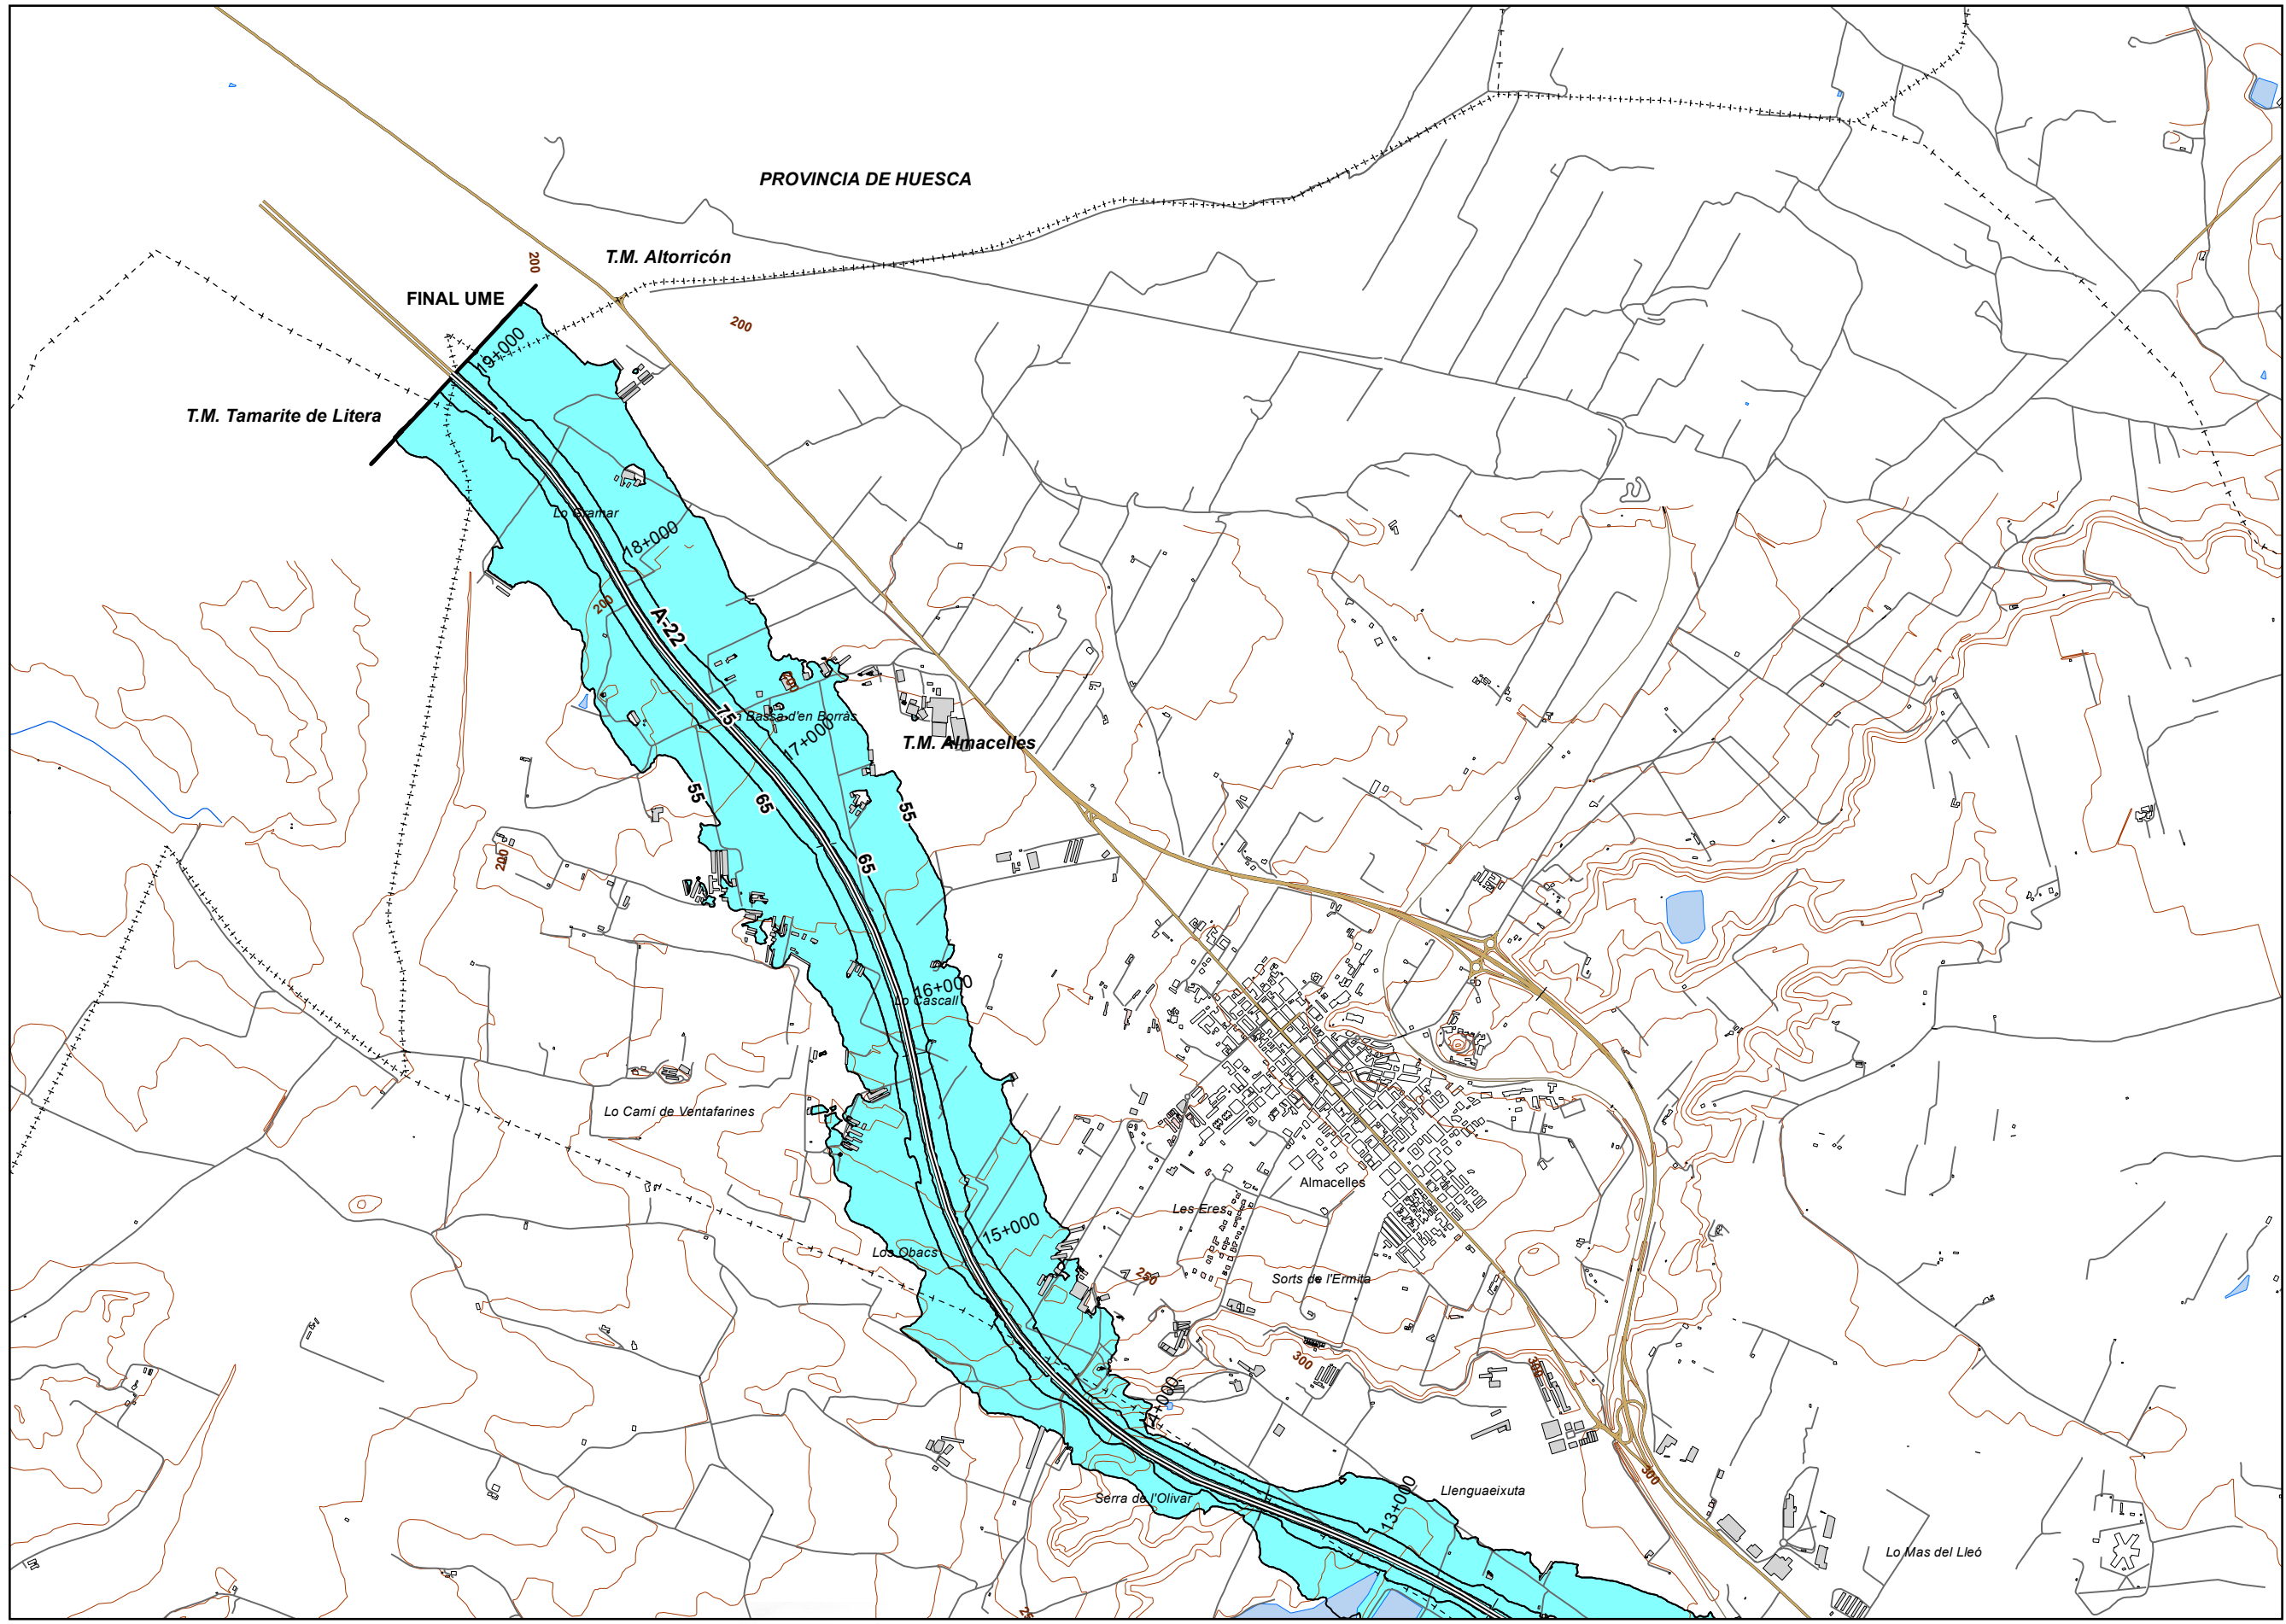 PROVINCIA DE HUESCA
T.M. Altorricón
200
FINAL UME
200
19+000
T.M. Tamarite de Litera
Lo Gramar
18+000
200
A-22
200
75
Bassa d'en Borràs
17+000
T.M. Almacelles
55
65
55
200
65
16+000
Lo Cascall
Lo Camí de Ventafarines
Almacelles
Les Eres
15+000
Los Obacs
250
Sorts de l'Ermita
300
300
14+000
300
Llenguaeixuta
Serra de l'Olivar
13+000
Lo Mas del Lleó